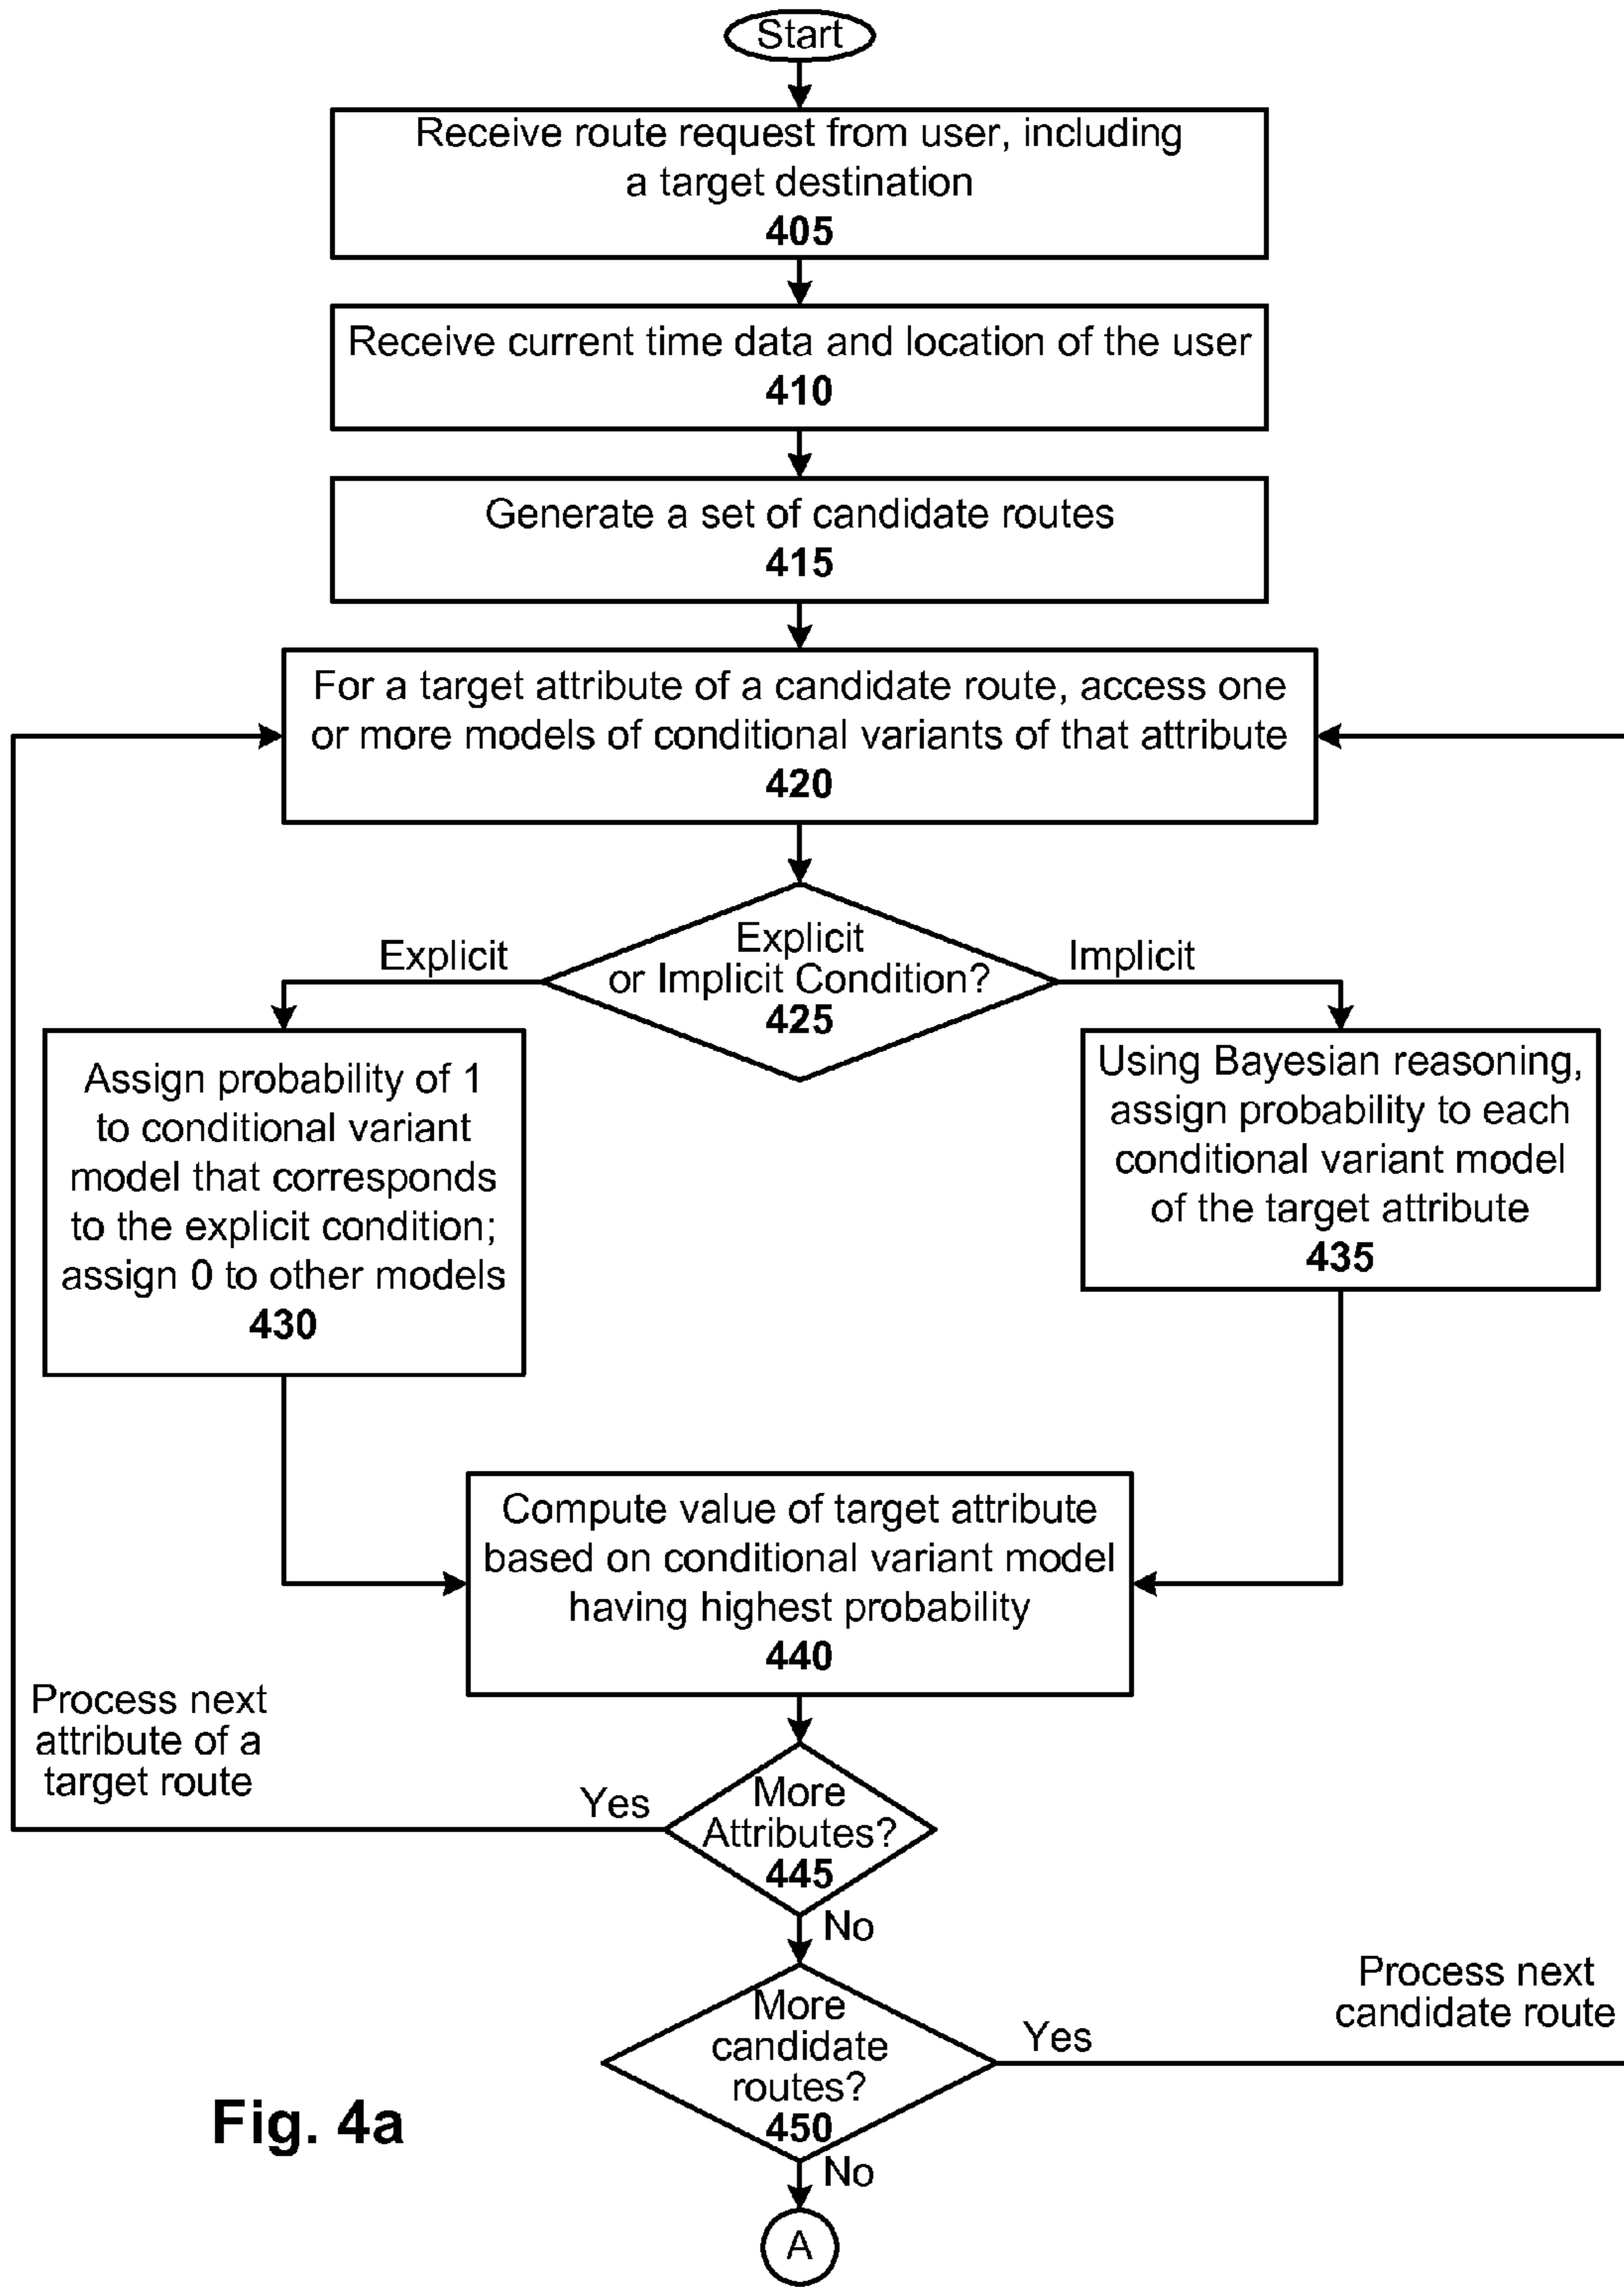 Start
Receive route request from user, including
a target destination
405
Receive current time data and location of the user
410
Generate a set of candidate routes
415
For a target attribute of a candidate route, access one
or more models of conditional variants of that attribute
420
Explicit
or Implicit Condition?
425
Explicit
Implicit
Assign probability of 1
to conditional variant
model that corresponds
to the explicit condition;
assign 0 to other models
430
Using Bayesian reasoning,
assign probability to each
conditional variant model
of the target attribute
435
Compute value of target attribute
based on conditional variant model
having highest probability
440
Process next
attribute of a
target route
Yes
More
Attributes?
445
No
More
candidate
routes?
450
Yes
Process next
candidate route
No
A
Fig. 4a